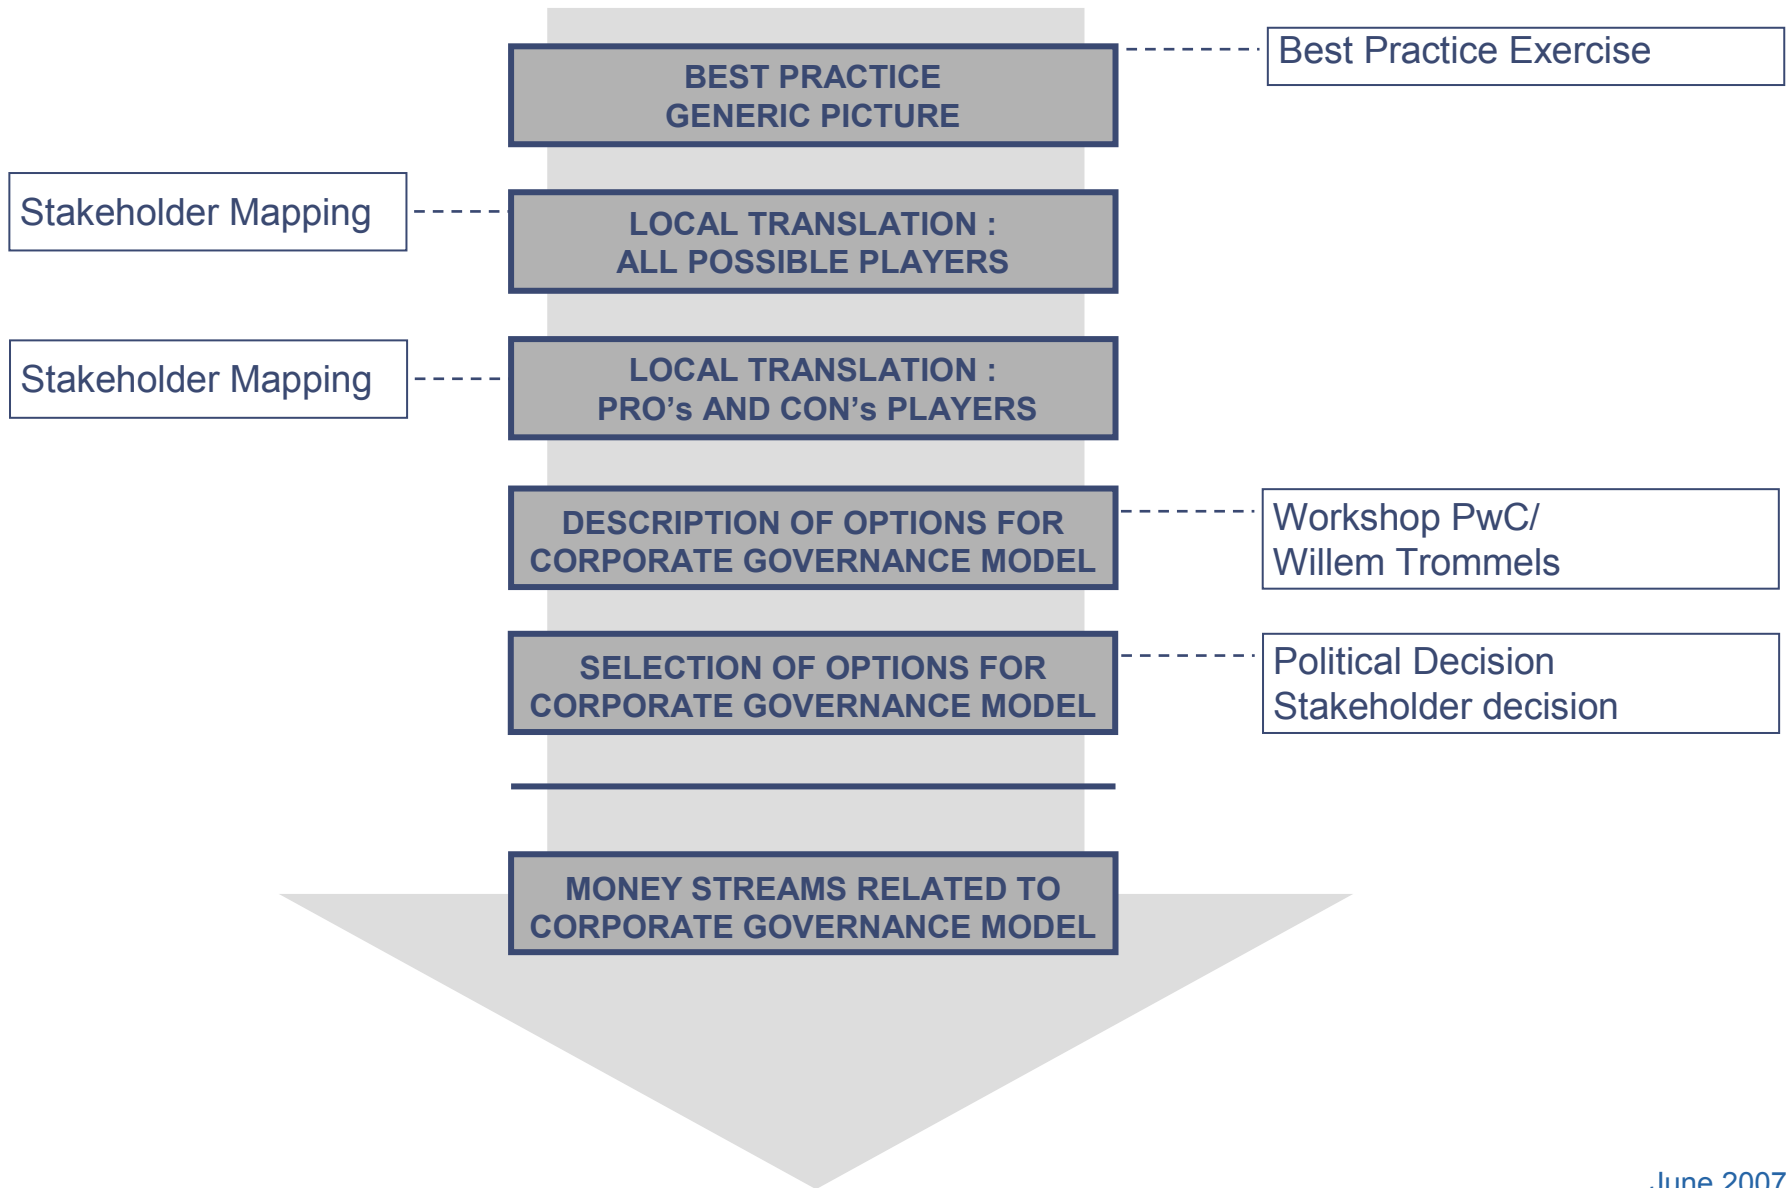 BEST PRACTICE
GENERIC PICTURE
Best Practice Exercise
Stakeholder Mapping
LOCAL TRANSLATION :
ALL POSSIBLE PLAYERS
Stakeholder Mapping
LOCAL TRANSLATION :
PRO's AND CON's PLAYERS
DESCRIPTION OF OPTIONS FOR
CORPORATE GOVERNANCE MODEL
Workshop PwC/
Willem Trommels
SELECTION OF OPTIONS FOR
CORPORATE GOVERNANCE MODEL
Political Decision
Stakeholder decision
MONEY STREAMS RELATED TO
CORPORATE GOVERNANCE MODEL
June 2007